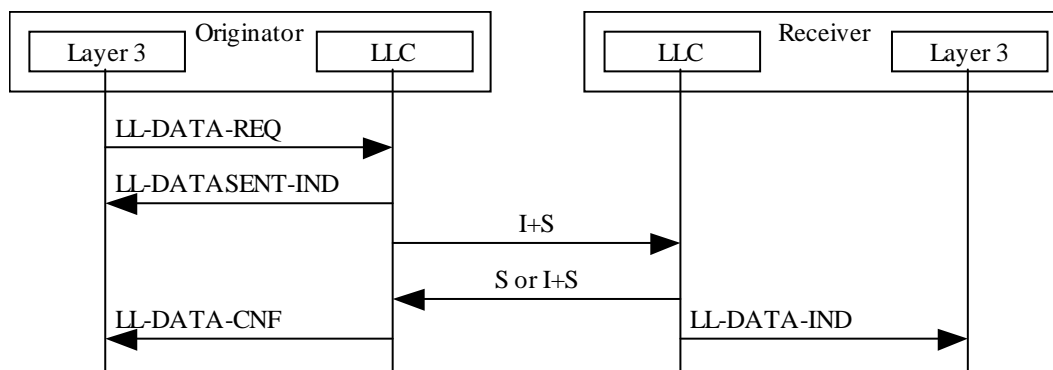 Originator
Receiver
Layer 3
LLC
LLC
Layer 3
LL-DATA-REQ
LL-DATASENT-IND
I+S
S or I+S
LL-DATA-CNF
LL-DATA-IND